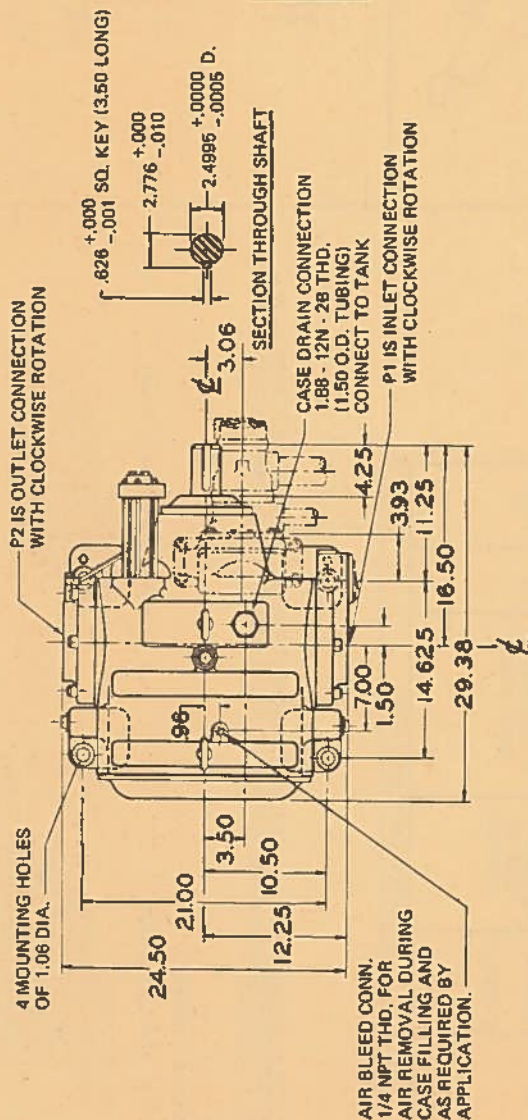 P2 IS OUTLET CONNECTION
WITH CLOCKWISE ROTATION
.626 +.000 -.001 SQ. KEY (3.50 LONG)
2.776 +.000 -.010
2.4995 +.0000 -.0005 D.
SECTION THROUGH SHAFT
3.06
CASE DRAIN CONNECTION
1.88 - 12N - 2B THD.
(1.50 O.D. TUBING)
CONNECT TO TANK
P1 IS INLET CONNECTION
WITH CLOCKWISE ROTATION
4 MOUNTING HOLES
OF 1.06 DIA.
4.25
3.93
11.25
16.50
7.00
1.50
14.625
29.38
.96
3.50
10.50
21.00
12.25
24.50
AIR BLEED CONN.
1/4 NPT THD. FOR
AIR REMOVAL DURING
CASE FILLING AND
AS REQUIRED BY
APPLICATION.